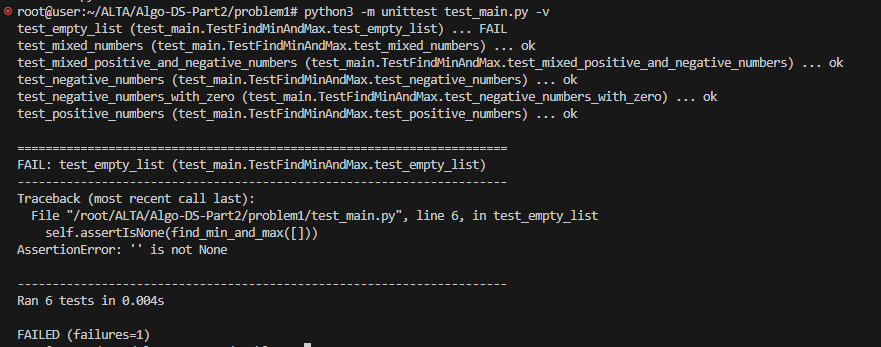 root@user:~/ALTA/Algo-DS-Part2/problem1# python3 -m unittest test_main.py -v
test_empty_list (test_main.TestFindMinAndMax.test_empty_list) ... FAIL
test_mixed_numbers (test_main.TestFindMinAndMax.test_mixed_numbers) ... ok
test_mixed_positive_and_negative_numbers (test_main.TestFindMinAndMax.test_mixed_positive_and_negative_numbers) ... ok
test_negative_numbers (test_main.TestFindMinAndMax.test_negative_numbers) ... ok
test_negative_numbers_with_zero (test_main.TestFindMinAndMax.test_negative_numbers_with_zero) ... ok
test_positive_numbers (test_main.TestFindMinAndMax.test_positive_numbers) ... ok
======================================================================
FAIL: test_empty_list (test_main.TestFindMinAndMax.test_empty_list)
----------------------------------------------------------------------
Traceback (most recent call last):
  File "/root/ALTA/Algo-DS-Part2/problem1/test_main.py", line 6, in test_empty_list
    self.assertIsNone(find_min_and_max([]))
AssertionError: '' is not None
----------------------------------------------------------------------
Ran 6 tests in 0.004s
FAILED (failures=1)